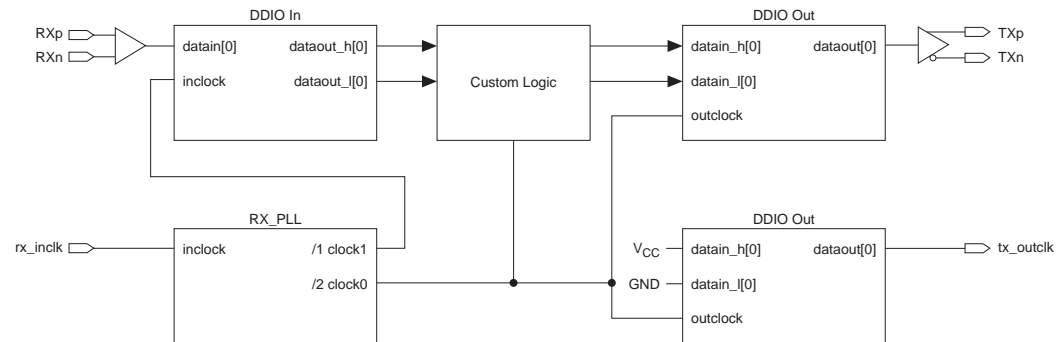 DDIO In
DDIO Out
RXp
RXn
datain[0]
dataout_h[0]
inclock
dataout_l[0]
Custom Logic
datain_h[0]
dataout[0]
datain_l[0]
outclock
TXp
TXn
RX_PLL
DDIO Out
rx_inclk
inclock
/1 clock1
/2 clock0
VCC
datain_h[0]
dataout[0]
tx_outclk
GND
datain_l[0]
outclock